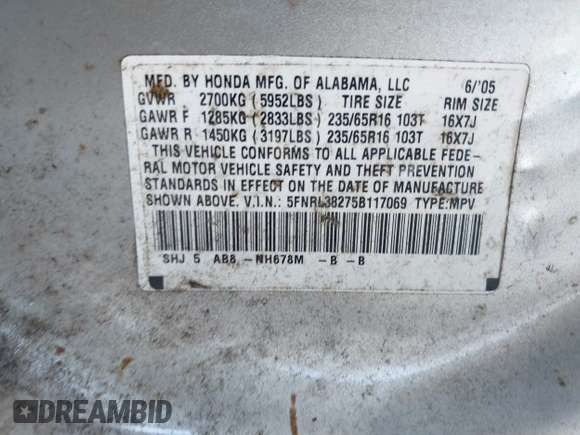 MFD. BY HONDA MFG. OF ALABAMA, LLC 6/'05
GVWR 2700KG (5952LBS) TIRE SIZE RIM SIZE
GAWR F 1285KG (2833LBS) 235/65R16 103T 16X7J
GAWR R 1450KG (3197LBS) 235/65R16 103T 16X7J
THIS VEHICLE CONFORMS TO ALL APPLICABLE FEDE-
RAL MOTOR VEHICLE SAFETY AND THEFT PREVENTION
STANDARDS IN EFFECT ON THE DATE OF MANUFACTURE
SHOWN ABOVE. V.I.N.: 5FNRL38275B117069 TYPE:MPV
SHJ 5 AB8 -NH678M -B -B
DREAMBID